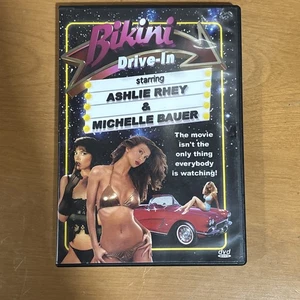 Bikini
Drive-In
starring
ASHLIE RHEY
&
MICHELLE BAUER
The movie
isn't the
only thing
everybody
is watching!
dvd